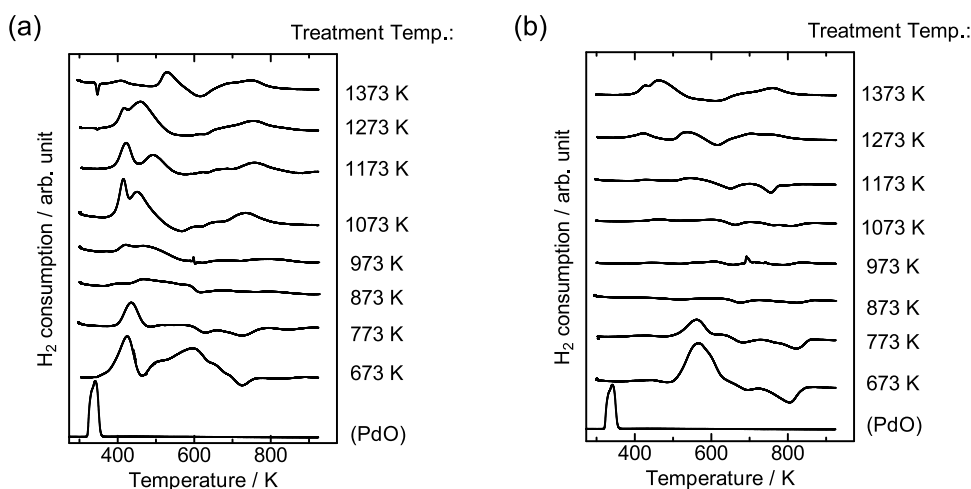 (a)
Treatment Temp.:
1373 K
1273 K
1173 K
1073 K
973 K
873 K
773 K
673 K
(PdO)
H2 consumption / arb. unit
400
600
800
Temperature / K
(b)
Treatment Temp.:
1373 K
1273 K
1173 K
1073 K
973 K
873 K
773 K
673 K
(PdO)
H2 consumption / arb. unit
400
600
800
Temperature / K